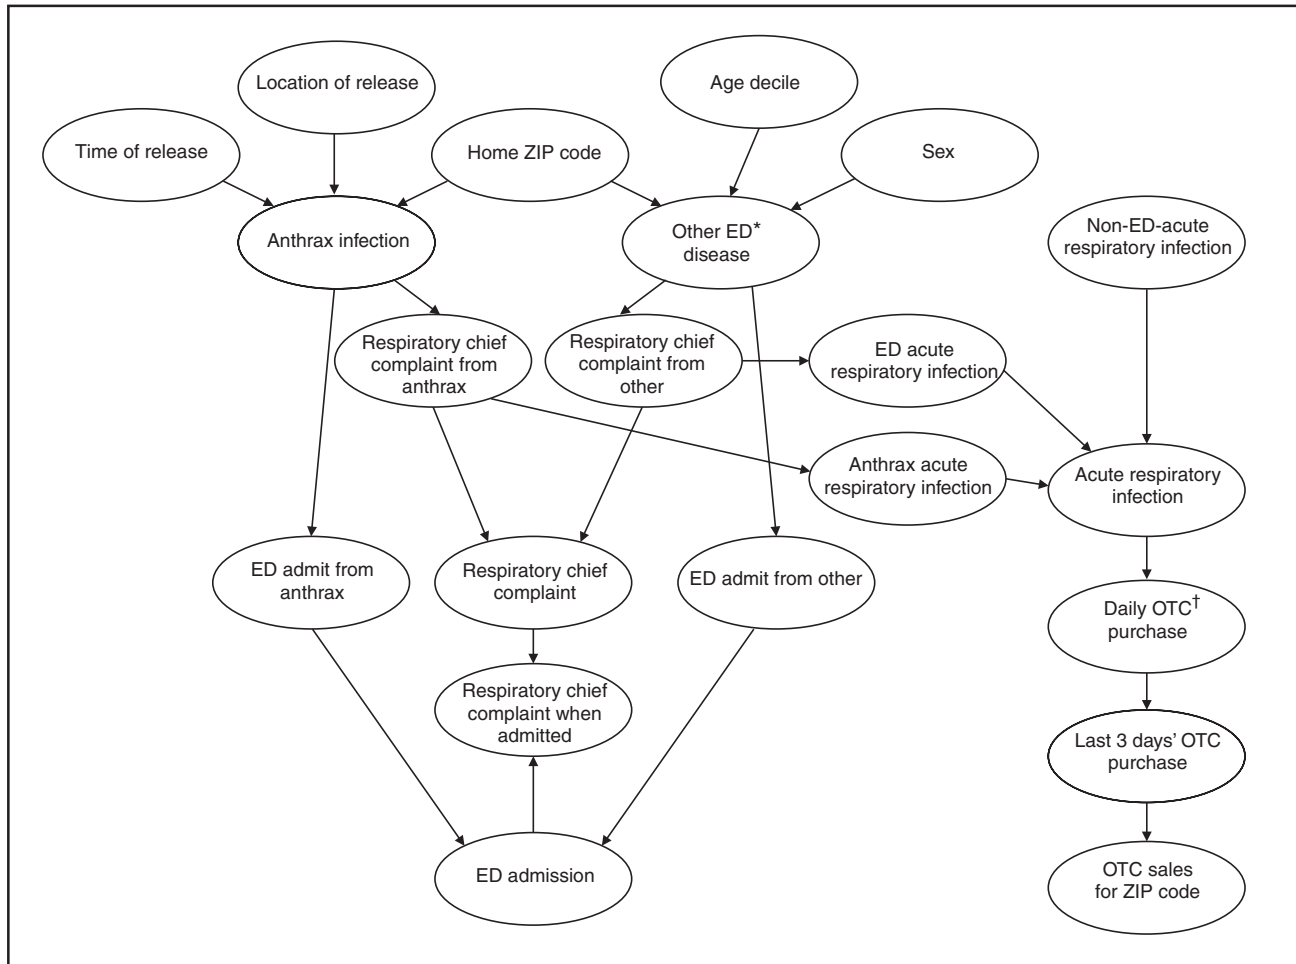 Location of release
Age decile
Time of release
Home ZIP code
Sex
Anthrax infection
Other ED*
disease
Non-ED-acute
respiratory infection
Respiratory chief
complaint from
anthrax
Respiratory chief
complaint from
other
ED acute
respiratory infection
Anthrax acute
respiratory infection
Acute respiratory
infection
ED admit from
anthrax
Respiratory chief
complaint
ED admit from other
Daily OTC†
purchase
Respiratory chief
complaint when
admitted
Last 3 days’ OTC
purchase
ED admission
OTC sales
for ZIP code